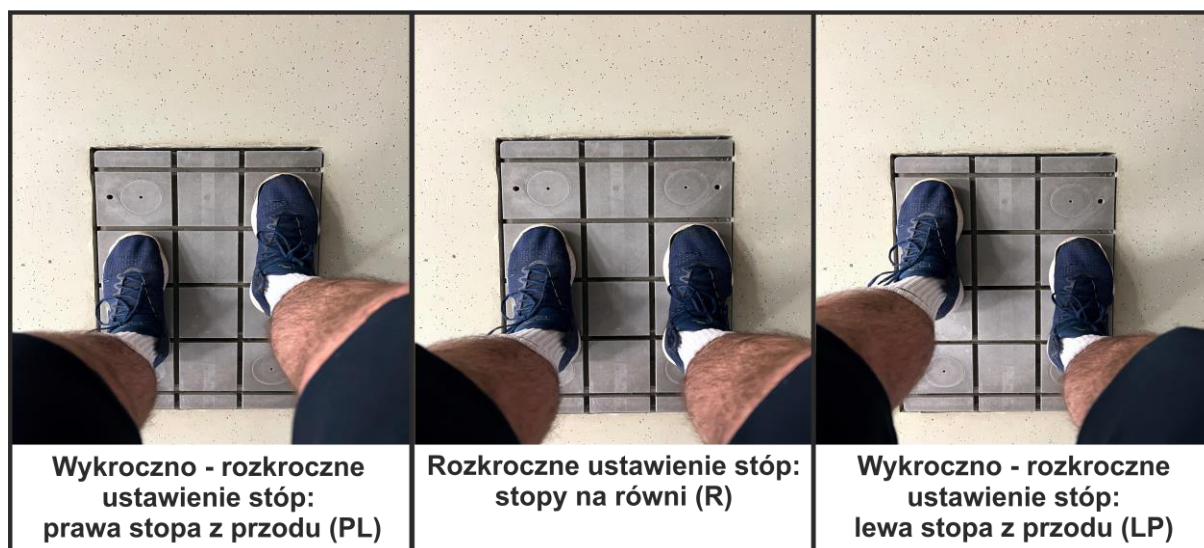 Wykroczno - rozkroczne
ustawienie stóp:
prawa stopa z przodu (PL)
Rozkroczne ustawienie stóp:
stopy na równi (R)
Wykroczno - rozkroczne
ustawienie stóp:
lewa stopa z przodu (LP)